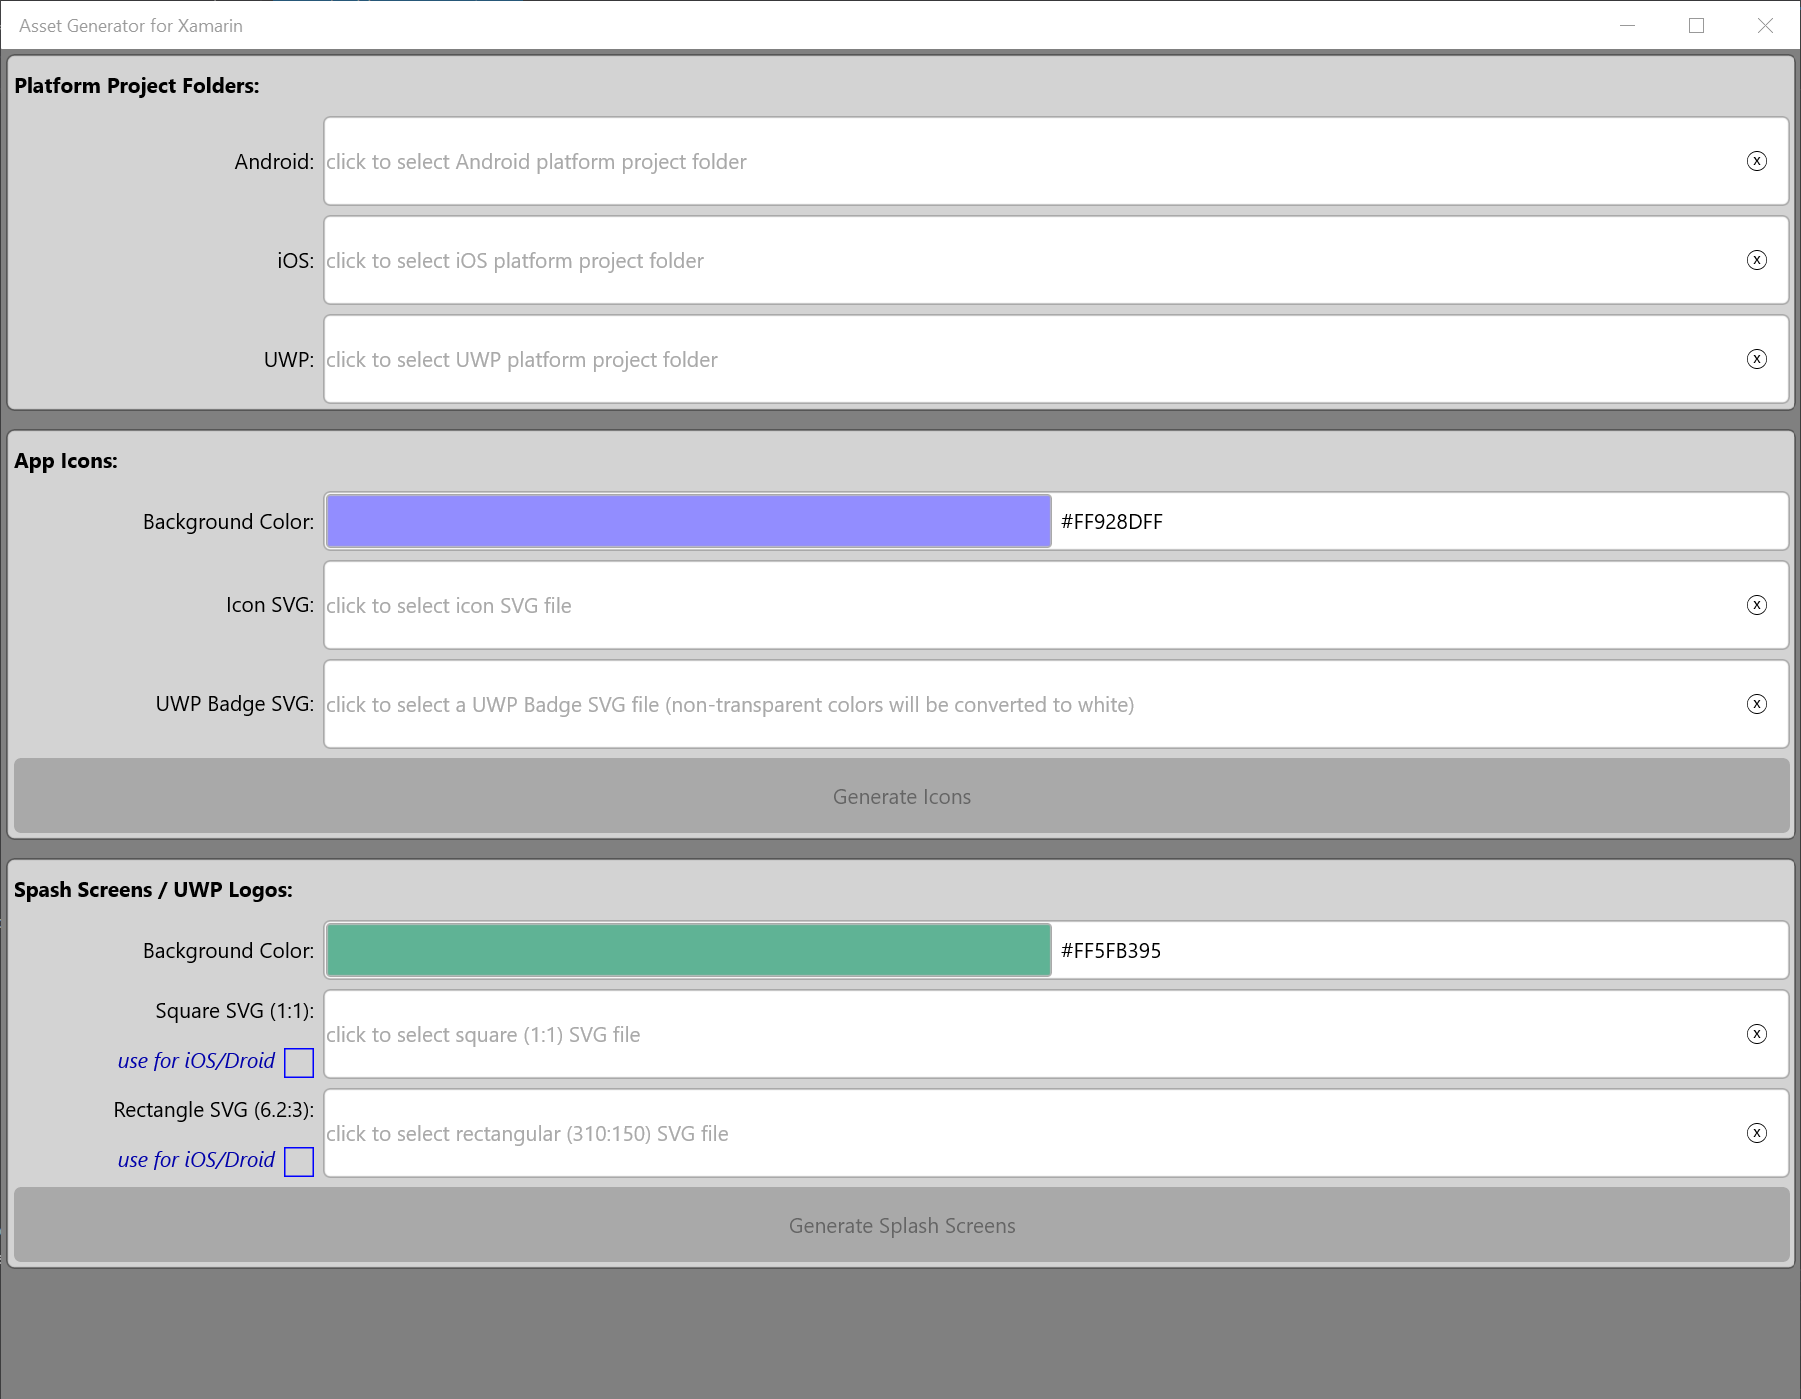 Asset Generator for Xamarin
Platform Project Folders:
Android: click to select Android platform project folder
iOS: click to select iOS platform project folder
UWP: click to select UWP platform project folder
App Icons:
Background Color: #FF928DFF
Icon SVG: click to select icon SVG file
UWP Badge SVG: click to select a UWP Badge SVG file (non-transparent colors will be converted to white)
Generate Icons
Spash Screens / UWP Logos:
Background Color: #FF5FB395
Square SVG (1:1):
click to select square (1:1) SVG file
use for iOS/Droid
Rectangle SVG (6.2:3):
click to select rectangular (310:150) SVG file
use for iOS/Droid
Generate Splash Screens